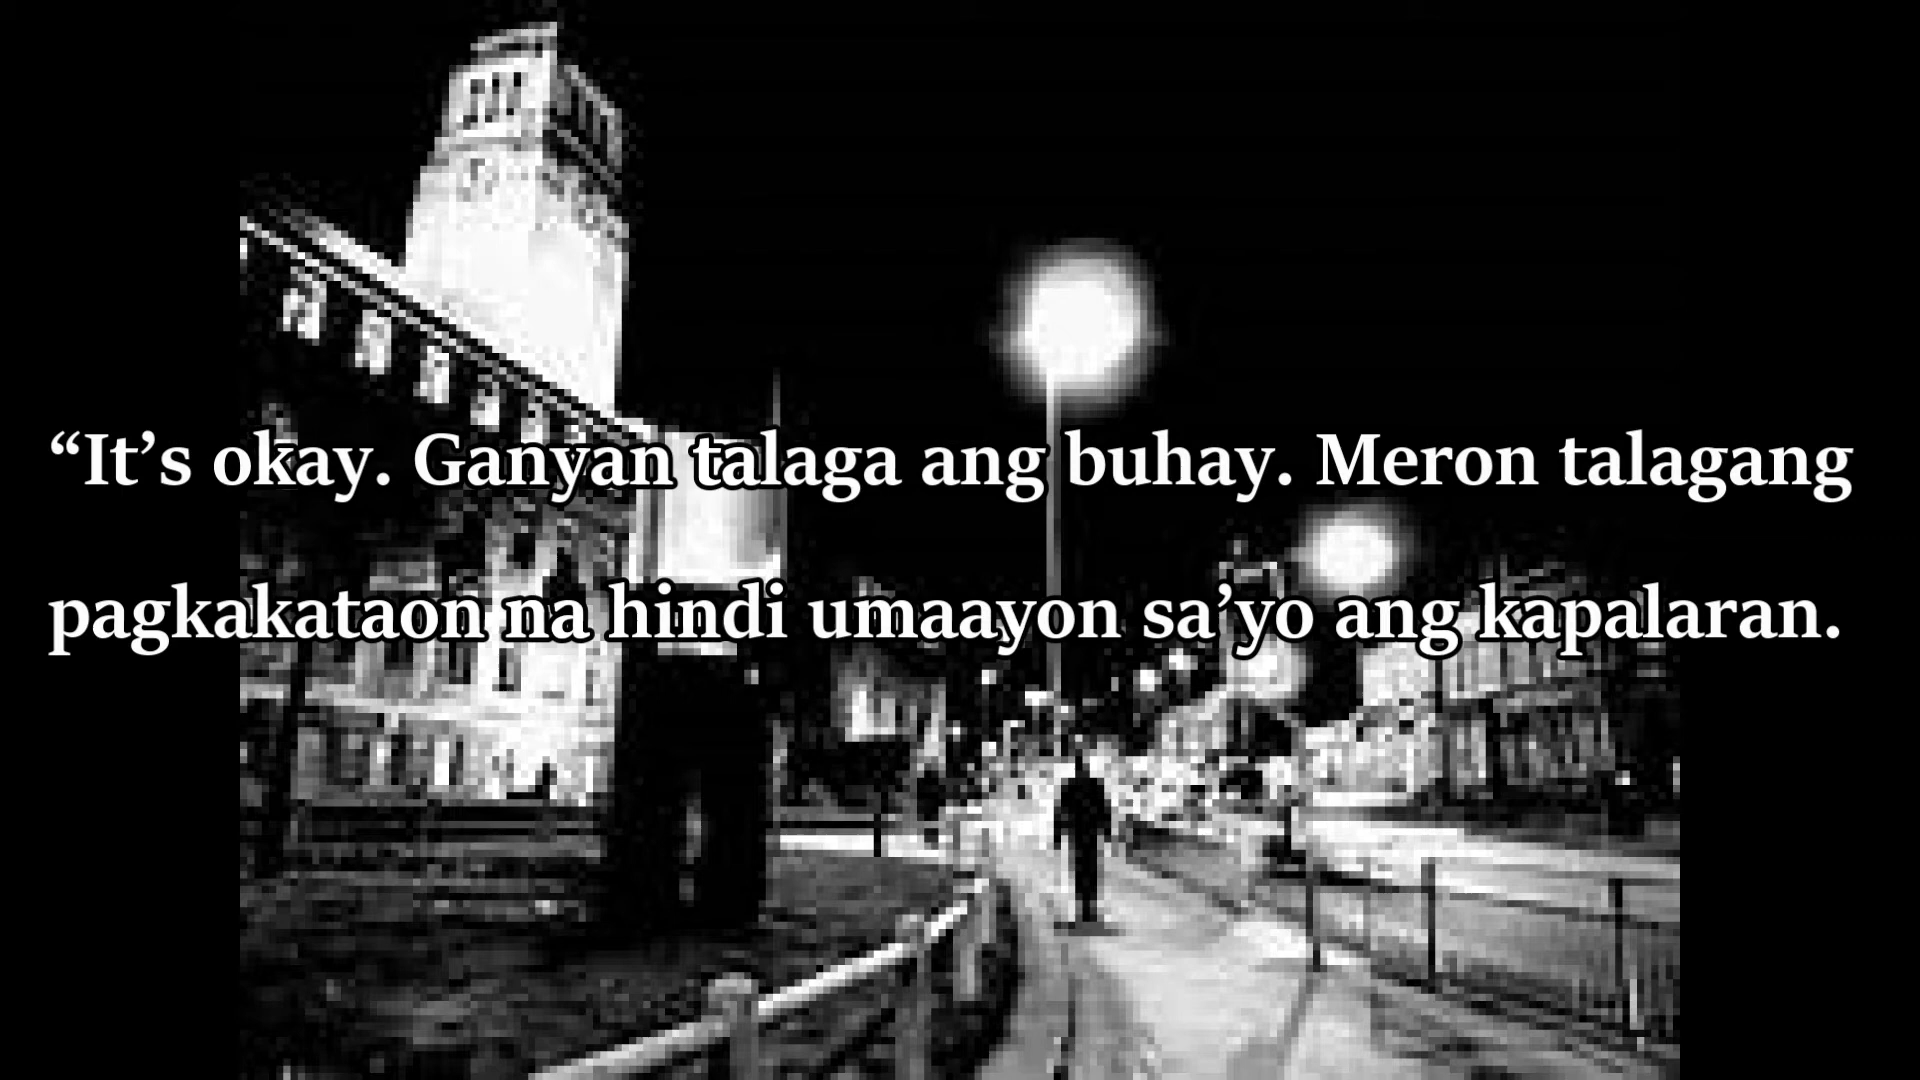 “It’s okay. Ganyan talaga ang buhay. Meron talagang
pagkakataon na hindi umaayon sa’yo ang kapalaran.